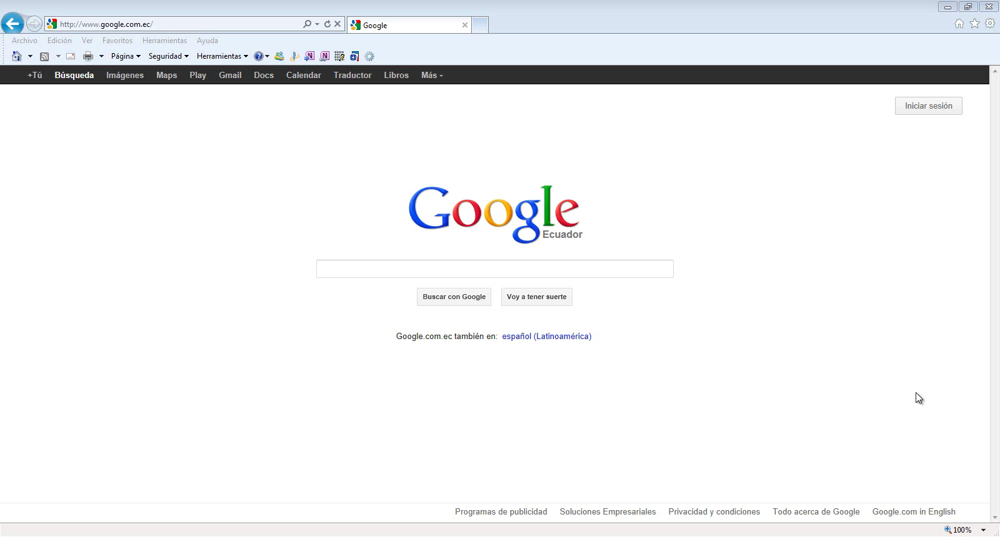 http://www.google.com.ec/
Google
Archivo Edición Ver Favoritos Herramientas Ayuda
Página Seguridad Herramientas
+Tú Búsqueda Imágenes Maps Play Gmail Docs Calendar Traductor Libros Más
Iniciar sesión
Google
Ecuador
Buscar con Google Voy a tener suerte
Google.com.ec también en: español (Latinoamérica)
Programas de publicidad Soluciones Empresariales Privacidad y condiciones Todo acerca de Google Google.com in English
100%